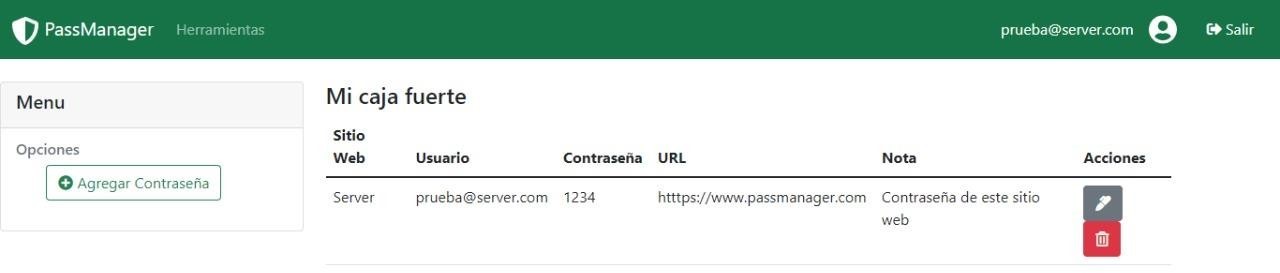 PassManager Herramientas prueba@server.com Salir
Menu
Opciones
Agregar Contraseña
Mi caja fuerte
Sitio Web Usuario Contraseña URL Nota Acciones
Server prueba@server.com 1234 htttps://www.passmanager.com Contraseña de este sitio
web